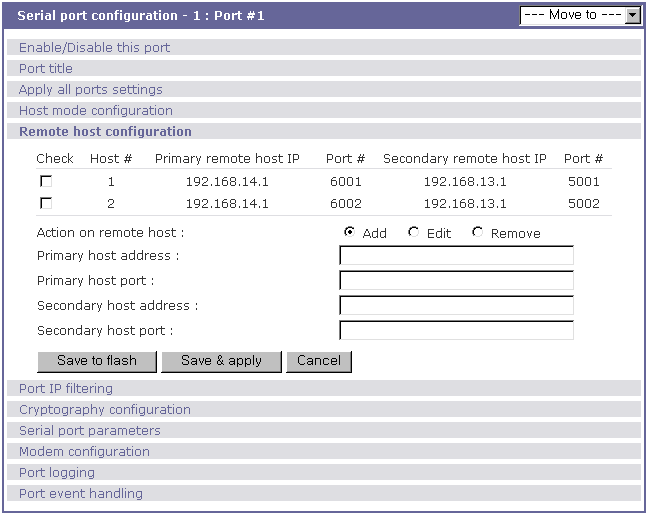 Serial port configuration - 1 : Port #1 --- Move to ---
Enable/Disable this port
Port title
Apply all ports settings
Host mode configuration
Remote host configuration
Check Host # Primary remote host IP Port # Secondary remote host IP Port #
1 192.168.14.1 6001 192.168.13.1 5001
2 192.168.14.1 6002 192.168.13.1 5002
Action on remote host : Add Edit Remove
Primary host address :
Primary host port :
Secondary host address :
Secondary host port :
Save to flash Save & apply Cancel
Port IP filtering
Cryptography configuration
Serial port parameters
Modem configuration
Port logging
Port event handling